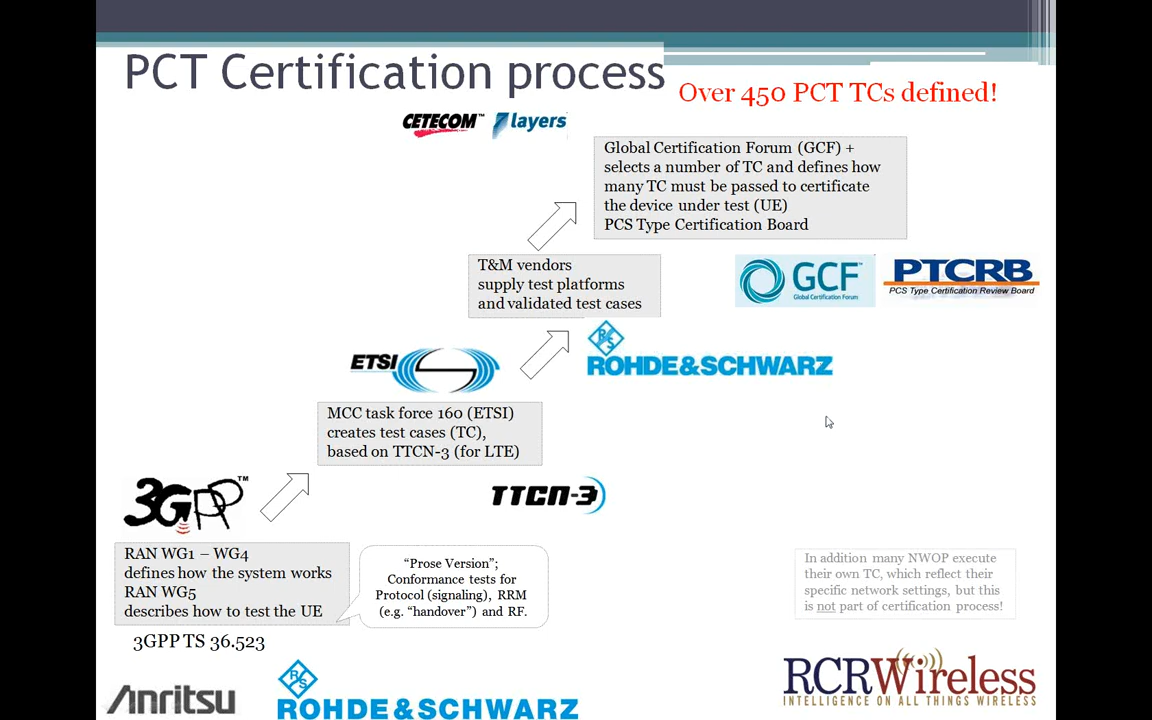 PCT Certification process
Over 450 PCT TCs defined!
CETECOM™ 7layers
Global Certification Forum (GCF) +
selects a number of TC and defines how
many TC must be passed to certificate
the device under test (UE)
PCS Type Certification Board
T&M vendors
supply test platforms
and validated test cases
GCF™
Global Certification Forum
PTCRB
PCS Type Certification Review Board
R&S
ROHDE&SCHWARZ
ETSI
MCC task force 160 (ETSI)
creates test cases (TC),
based on TTCN-3 (for LTE)
3GPP™
TTCN-3
RAN WG1 – WG4
defines how the system works
RAN WG5
describes how to test the UE
“Prose Version”;
Conformance tests for
Protocol (signaling), RRM
(e.g. “handover”) and RF.
In addition many NWOP execute
their own TC, which reflect their
specific network settings, but this
is not part of certification process!
3GPP TS 36.523
Anritsu
R&S
ROHDE&SCHWARZ
RCRWireless
INTELLIGENCE ON ALL THINGS WIRELESS